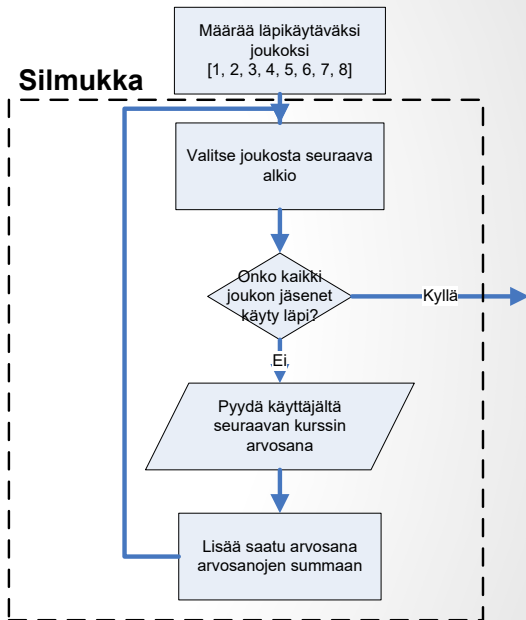 Määrää läpikäytäväksi
joukoksi
[1, 2, 3, 4, 5, 6, 7, 8]
Silmukka
Valitse joukosta seuraava
alkio
Onko kaikki
joukon jäsenet
käyty läpi?
Kyllä
Ei
Pyydä käyttäjältä
seuraavan kurssin
arvosana
Lisää saatu arvosana
arvosanojen summaan